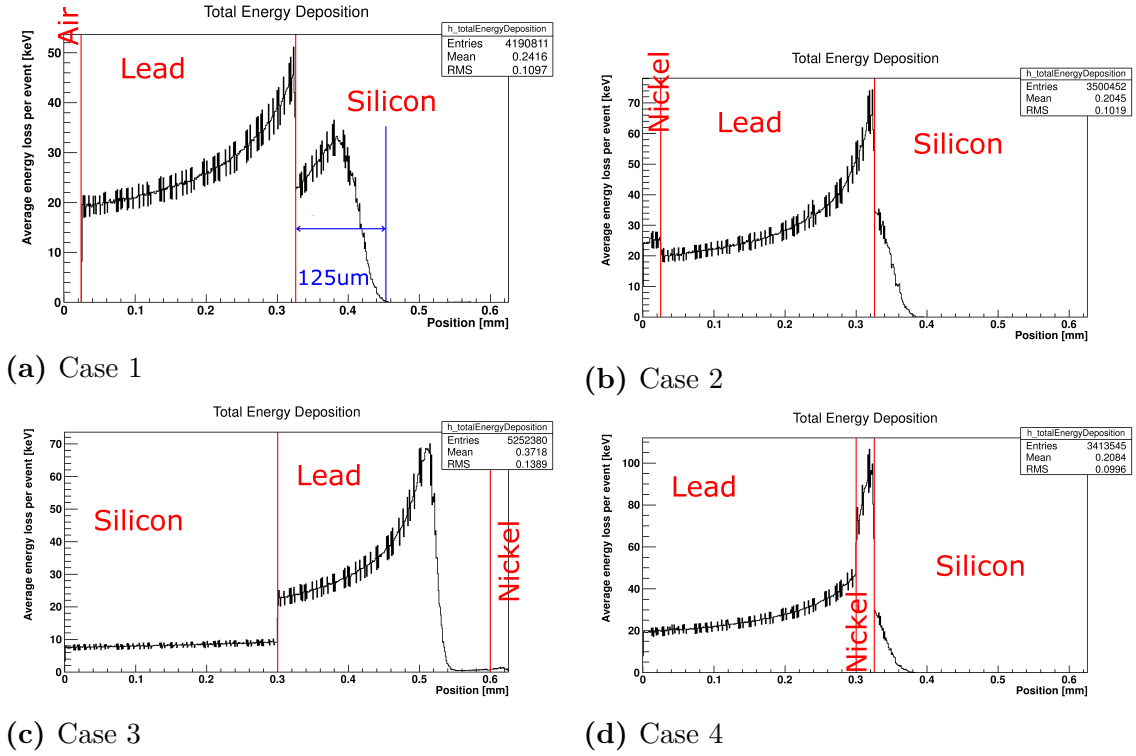 Total Energy Deposition
h_totalEnergyDeposition
Entries 4190811
Mean 0.2416
RMS 0.1097
Average energy loss per event [keV]
50
40
30
20
10
0
Air
Lead
Silicon
125um
0 0.1 0.2 0.3 0.4 0.5 0.6
Position [mm]
(a) Case 1
Total Energy Deposition
h_totalEnergyDeposition
Entries 3500452
Mean 0.2045
RMS 0.1019
Average energy loss per event [keV]
70
60
50
40
30
20
10
0
Nickel
Lead
Silicon
0 0.1 0.2 0.3 0.4 0.5 0.6
Position [mm]
(b) Case 2
Total Energy Deposition
h_totalEnergyDeposition
Entries 5252380
Mean 0.3718
RMS 0.1389
Average energy loss per event [keV]
70
60
50
40
30
20
10
0
Silicon
Lead
Nickel
0 0.1 0.2 0.3 0.4 0.5 0.6
Position [mm]
(c) Case 3
Total Energy Deposition
h_totalEnergyDeposition
Entries 3413545
Mean 0.2084
RMS 0.0996
Average energy loss per event [keV]
100
80
60
40
20
0
Lead
Nickel
Silicon
0 0.1 0.2 0.3 0.4 0.5 0.6
Position [mm]
(d) Case 4